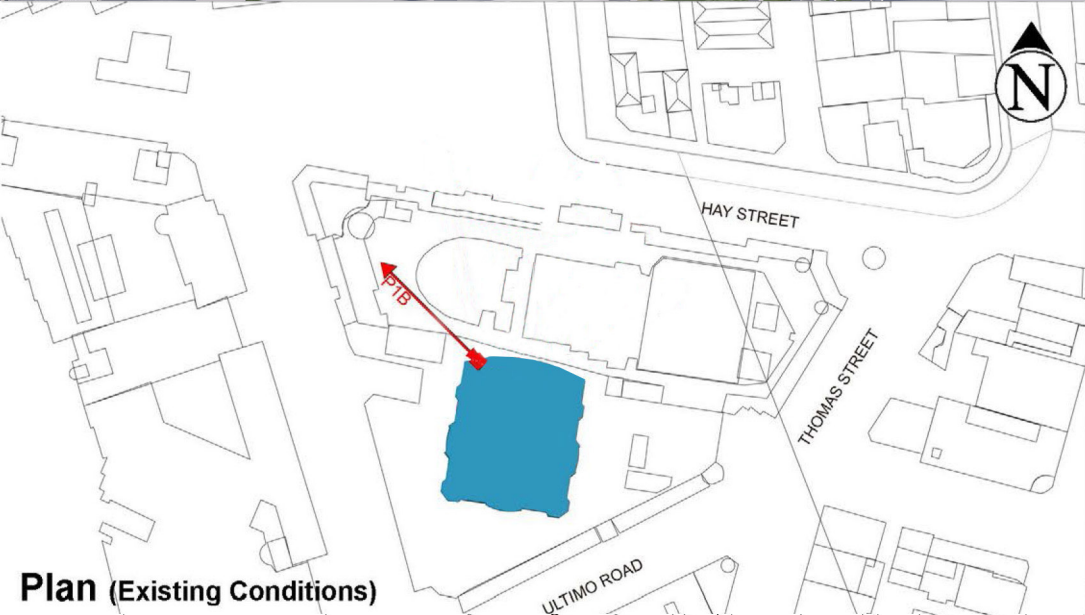 N
HAY STREET
P1B
THOMAS STREET
ULTIMO ROAD
Plan (Existing Conditions)